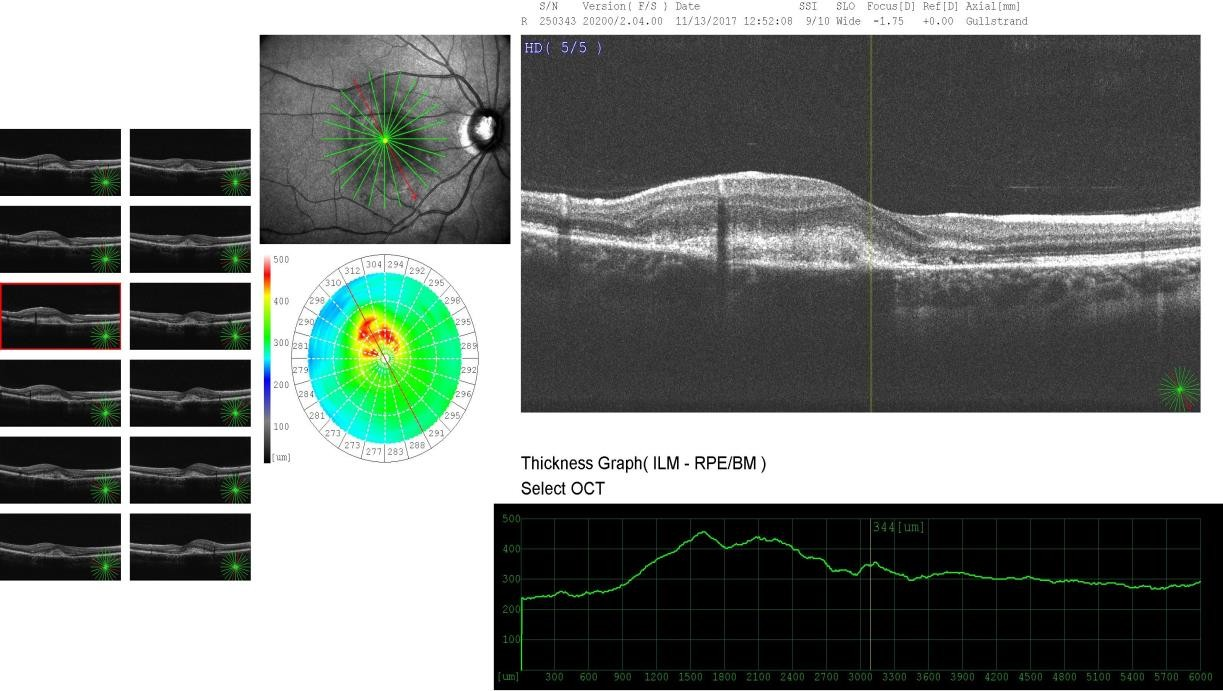 S/N Version( F/S ) Date SSI SLO Focus[D] Ref[D] Axial[mm]
R 250343 20200/2.04.00 11/13/2017 12:52:08 9/10 Wide -1.75 +0.00 Gullstrand
HD( 5/5 )
500
400
300
200
100
[um]
304 294
312 292
310 295
298 298
290 295
281 291
289 292
284 296
281 295
273 291
273 288
277 283
Thickness Graph( ILM - RPE/BM )
Select OCT
344[um]
500
400
300
200
100
[um] 300 600 900 1200 1500 1800 2100 2400 2700 3000 3300 3600 3900 4200 4500 4800 5100 5400 5700 6000